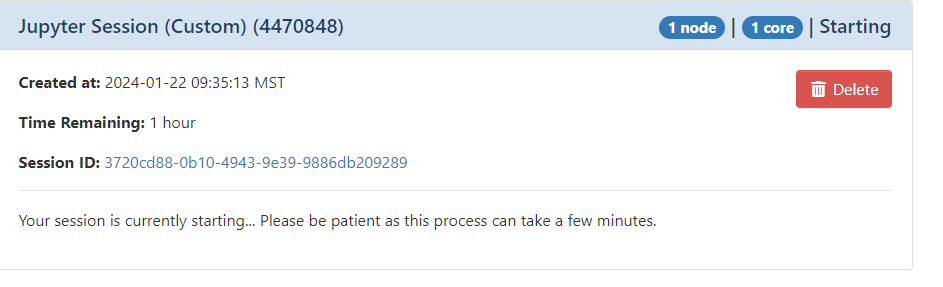 Jupyter Session (Custom) (4470848) 1 node | 1 core | Starting
Created at: 2024-01-22 09:35:13 MST
Delete
Time Remaining: 1 hour
Session ID: 3720cd88-0b10-4943-9e39-9886db209289
Your session is currently starting... Please be patient as this process can take a few minutes.